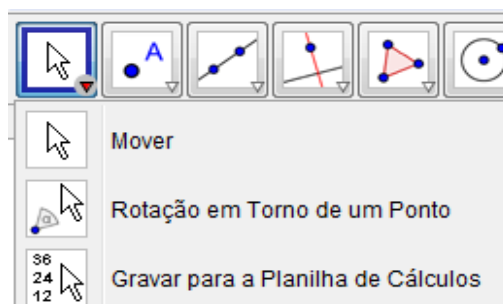 A
Mover
Rotação em Torno de um Ponto
36
24
12
Gravar para a Planilha de Cálculos